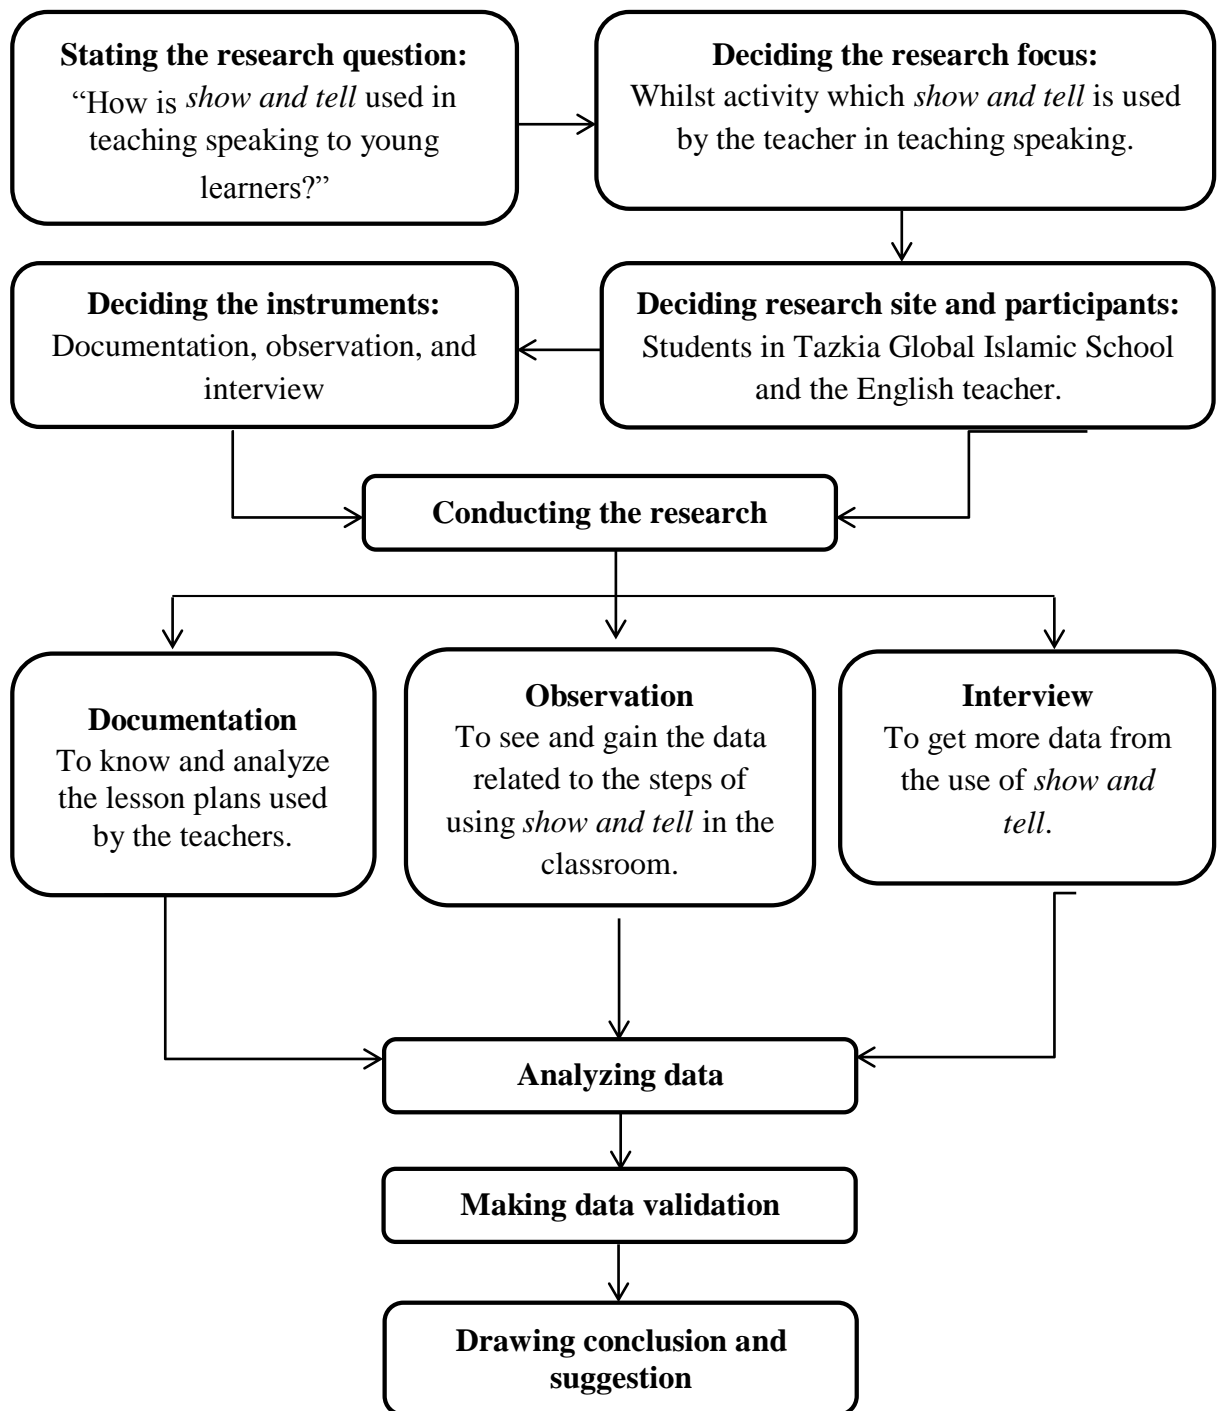 Stating the research question:
“How is show and tell used in
teaching speaking to young
learners?”
Deciding the research focus:
Whilst activity which show and tell is used
by the teacher in teaching speaking.
Deciding the instruments:
Documentation, observation, and
interview
Deciding research site and participants:
Students in Tazkia Global Islamic School
and the English teacher.
Conducting the research
Documentation
To know and analyze
the lesson plans used
by the teachers.
Observation
To see and gain the data
related to the steps of
using show and tell in the
classroom.
Interview
To get more data from
the use of show and
tell.
Analyzing data
Making data validation
Drawing conclusion and
suggestion